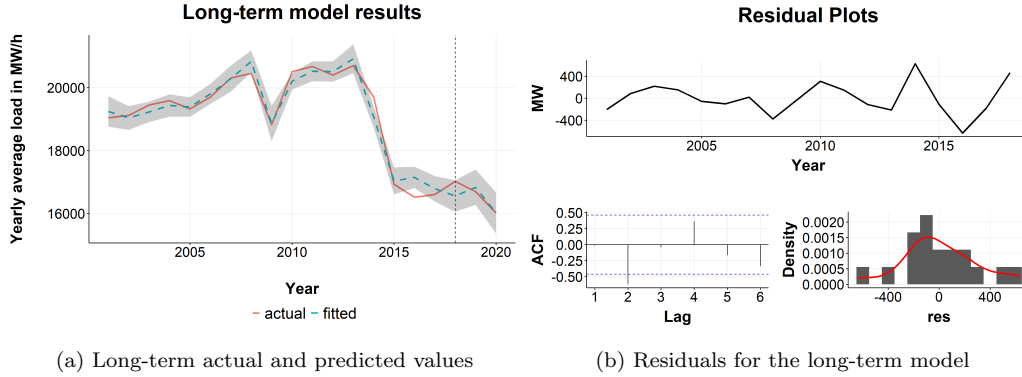 Long-term model results
Yearly average load in MW/h
20000
18000
16000
2005
2010
2015
2020
Year
actual
fitted
(a) Long-term actual and predicted values
Residual Plots
MW
400
0
-400
2005
2010
2015
Year
ACF
0.50
0.25
0.00
-0.25
-0.50
1
2
3
4
5
6
Lag
Density
0.0020
0.0015
0.0010
0.0005
0.0000
-400
0
400
res
(b) Residuals for the long-term model